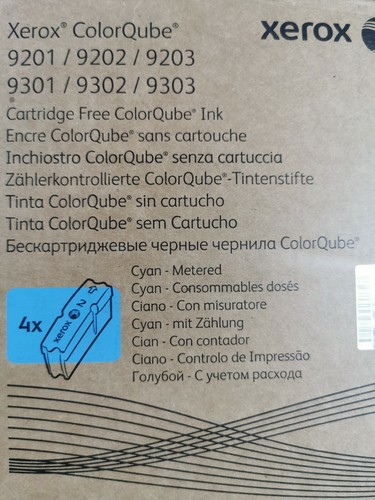 Xerox® ColorQube®
xerox
9201 / 9202 / 9203
9301 / 9302 / 9303
Cartridge Free ColorQube® Ink
Encre ColorQube® sans cartouche
Inchiostro ColorQube® senza cartuccia
Zählerkontrollierte ColorQube®-Tintenstifte
Tinta ColorQube® sin cartucho
Tinta ColorQube® sem Cartucho
Бескартриджевые черные чернила ColorQube®
Cyan - Metered
Cyan - Consommables dosés
Ciano - Con misuratore
Cyan - mit Zählung
Cian - Con contador
Ciano - Controlo de Impressão
Голубой - С учетом расхода
4x
xerox
2